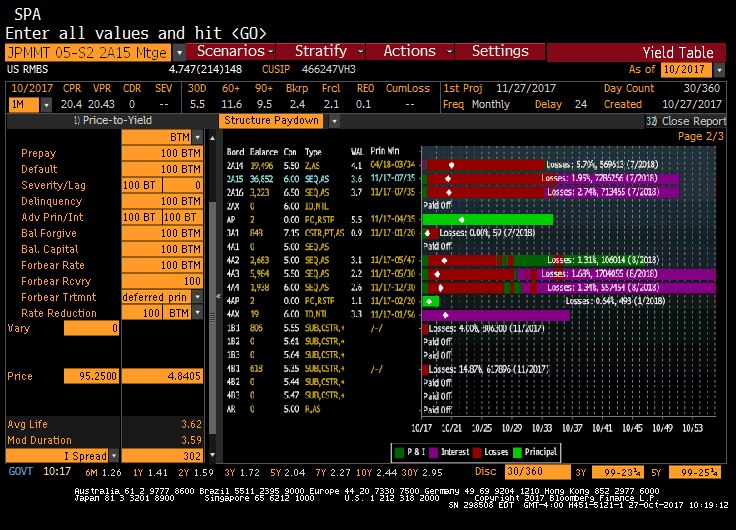 SPA
Enter all values and hit <GO>
JPMMT 05-S2 2A15 Mtge Scenarios Stratify Actions Settings Yield Table
US RMBS 4.747(214)148 CUSIP 466247VH3 As of 10/2017
10/2017 CPR VPR CDR SEV 30D 60+ 90+ Bkrp Frcl REO CumLoss 1st Proj 11/27/2017 Day Count 30/360
1M 20.4 20.43 0 -- 5.5 11.6 9.5 2.4 2.1 0.1 -- Freq Monthly Delay 24 Created 10/27/2017
1) Price-to-Yield Structure Paydown 32) Close Report
BTM Page 2/3
Prepay 100 BTM
Default 100 BTM
Severity/Lag 100 BT 0
Delinquency 100 BTM
Adv Prin/Int 100 BT 100 BT
Bal Forgive 100 BTM
Bal. Capital 100 BTM
Forbear Rate 100 BTM
Forbear Rcvry 100
Forbear Trtmnt deferred prin
Rate Reduction 100 BTM
Vary 0
Price 95.2500 4.8405
Avg Life 3.62
Mod Duration 3.59
I Spread 302
Bond Balance Cpn Type WAL Prin Win
2A14 19,496 5.50 Z,AS 4.1 04/18-03/34 Losses: 5.70%, 569613 (7/2018)
2A15 36,852 6.00 SEQ,AS 3.6 11/17-07/35 Losses: 1.95%, 7286256 (7/2018)
2A16 3,223 6.50 SEQ,AS 3.7 11/17-07/35 Losses: 2.74%, 713455 (7/2018)
2AX 0 6.00 IO,NTL Paid Off
AP 2 0.00 PC,RSTP 5.5 11/17-04/35
3A1 848 7.15 CSTR,PT,AS 0.9 11/17-01/20 Losses: 0.00%, 59 (7/2018)
4A1 0 5.00 SEQ,AS Paid Off
4A2 2,683 5.00 SEQ,AS 3.1 11/17-05/47 Losses: 1.31%, 106014 (8/2018)
4A3 5,984 5.50 SEQ,AS 2.2 11/17-05/30 Losses: 1.63%, 1704055 (8/2018)
4A4 1,938 6.00 SEQ,AS 2.6 11/17-12/30 Losses: 1.34%, 557454 (8/2018)
4AP 2 0.00 PC,RSTP 1.1 11/17-02/20 Losses: 0.64%, 493 (1/2018)
4AX 19 6.00 IO,NTL 3.3 11/17-01/56
1B1 806 5.55 SUB,CSTR,+ /-/ Losses: 4.00%, 806300 (11/2017)
1B2 0 5.61 SUB,CSTR,+ Paid Off
1B3 0 5.64 SUB,CSTR,+ Paid Off
4B1 618 5.35 SUB,CSTR,+ /-/ Losses: 14.87%, 617896 (11/2017)
4B2 0 5.44 SUB,CSTR,+ Paid Off
4B3 0 5.47 SUB,CSTR,+ Paid Off
AR 0 5.00 R,AS Paid Off
10/17 10/21 10/25 10/29 10/33 10/37 10/41 10/45 10/49 10/53
P & I Interest Losses Principal
GOVT 10:17 6M 1.26 1Y 1.41 2Y 1.59 3Y 1.72 5Y 2.04 7Y 2.27 10Y 2.44 30Y 2.95 Disc 30/360 3Y 99-23¾ 5Y 99-25¾
Australia 61 2 9777 8600 Brazil 5511 2395 9000 Europe 44 20 7330 7500 Germany 49 69 9204 1210 Hong Kong 852 2977 6000
Japan 81 3 3201 8900 Singapore 65 6212 1000 U.S. 1 212 318 2000 Copyright 2017 Bloomberg Finance L.P.
SN 298508 EDT GMT-4:00 H451-5121-1 27-Oct-2017 10:19:12